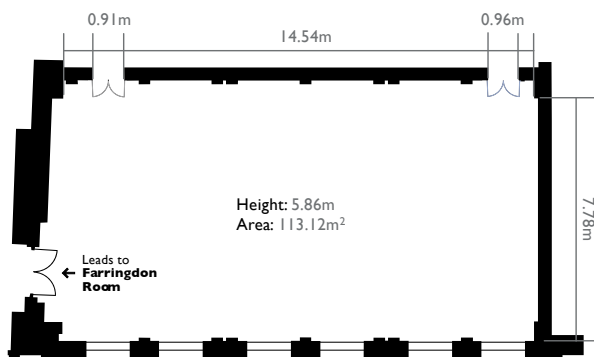 0.91m
0.96m
14.54m
7.78m
Height: 5.86m
Area: 113.12m²
Leads to
Farringdon
Room